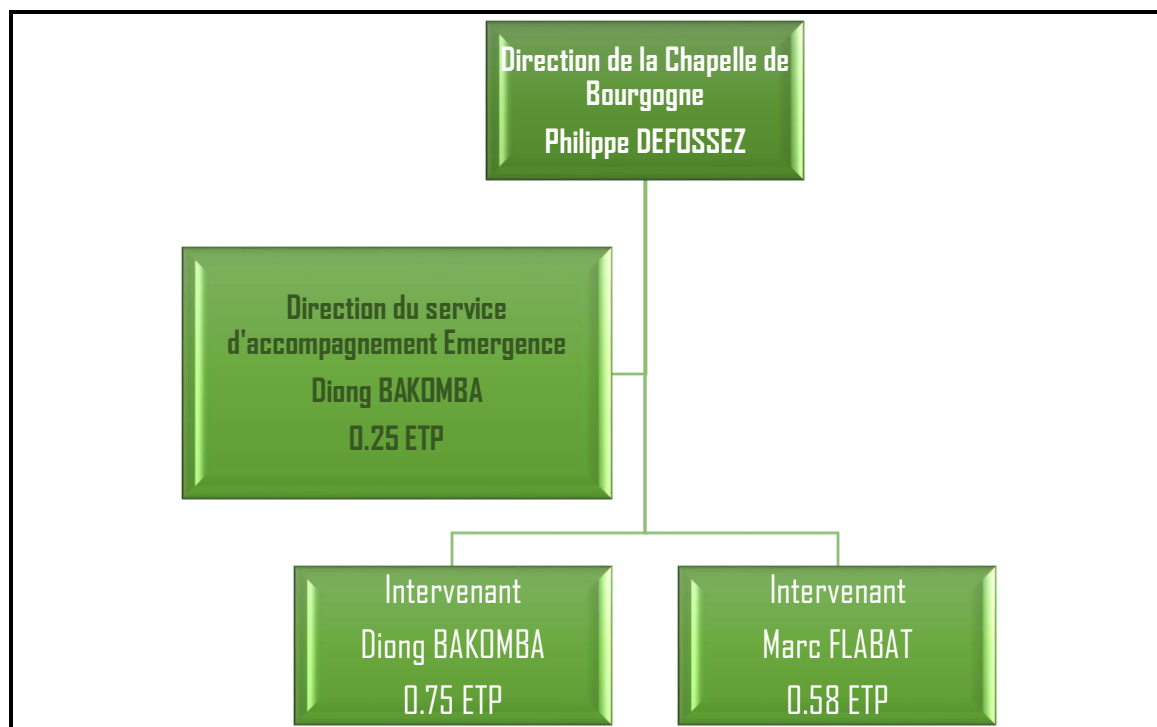 Direction de la Chapelle de
Bourgogne
Philippe DEFOSSEZ
Direction du service
d'accompagnement Emergence
Diong BAKOMBA
0.25 ETP
Intervenant
Diong BAKOMBA
0.75 ETP
Intervenant
Marc FLABAT
0.58 ETP